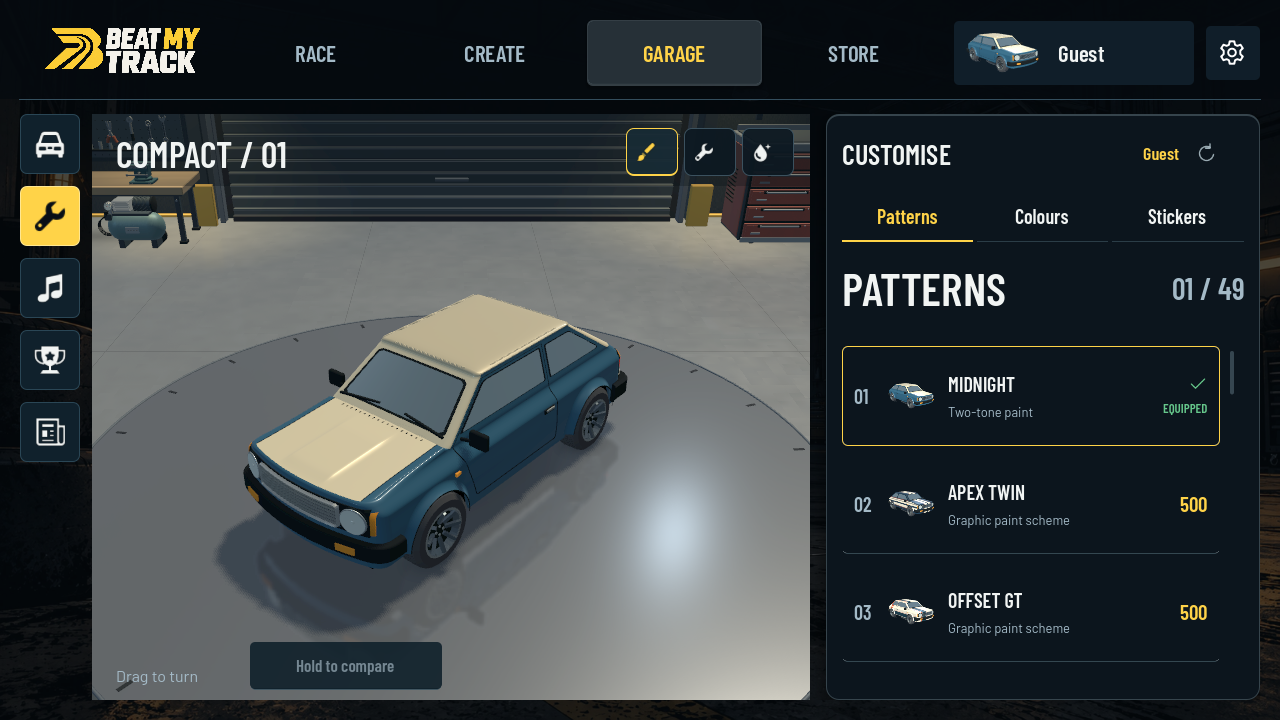 BEAT MY
TRACK
RACE
CREATE
GARAGE
STORE
Guest
COMPACT / 01
CUSTOMISE
Guest
Patterns
Colours
Stickers
PATTERNS
01 / 49
01
MIDNIGHT
Two-tone paint
EQUIPPED
02
APEX TWIN
Graphic paint scheme
500
03
OFFSET GT
Graphic paint scheme
500
Hold to compare
Drag to turn